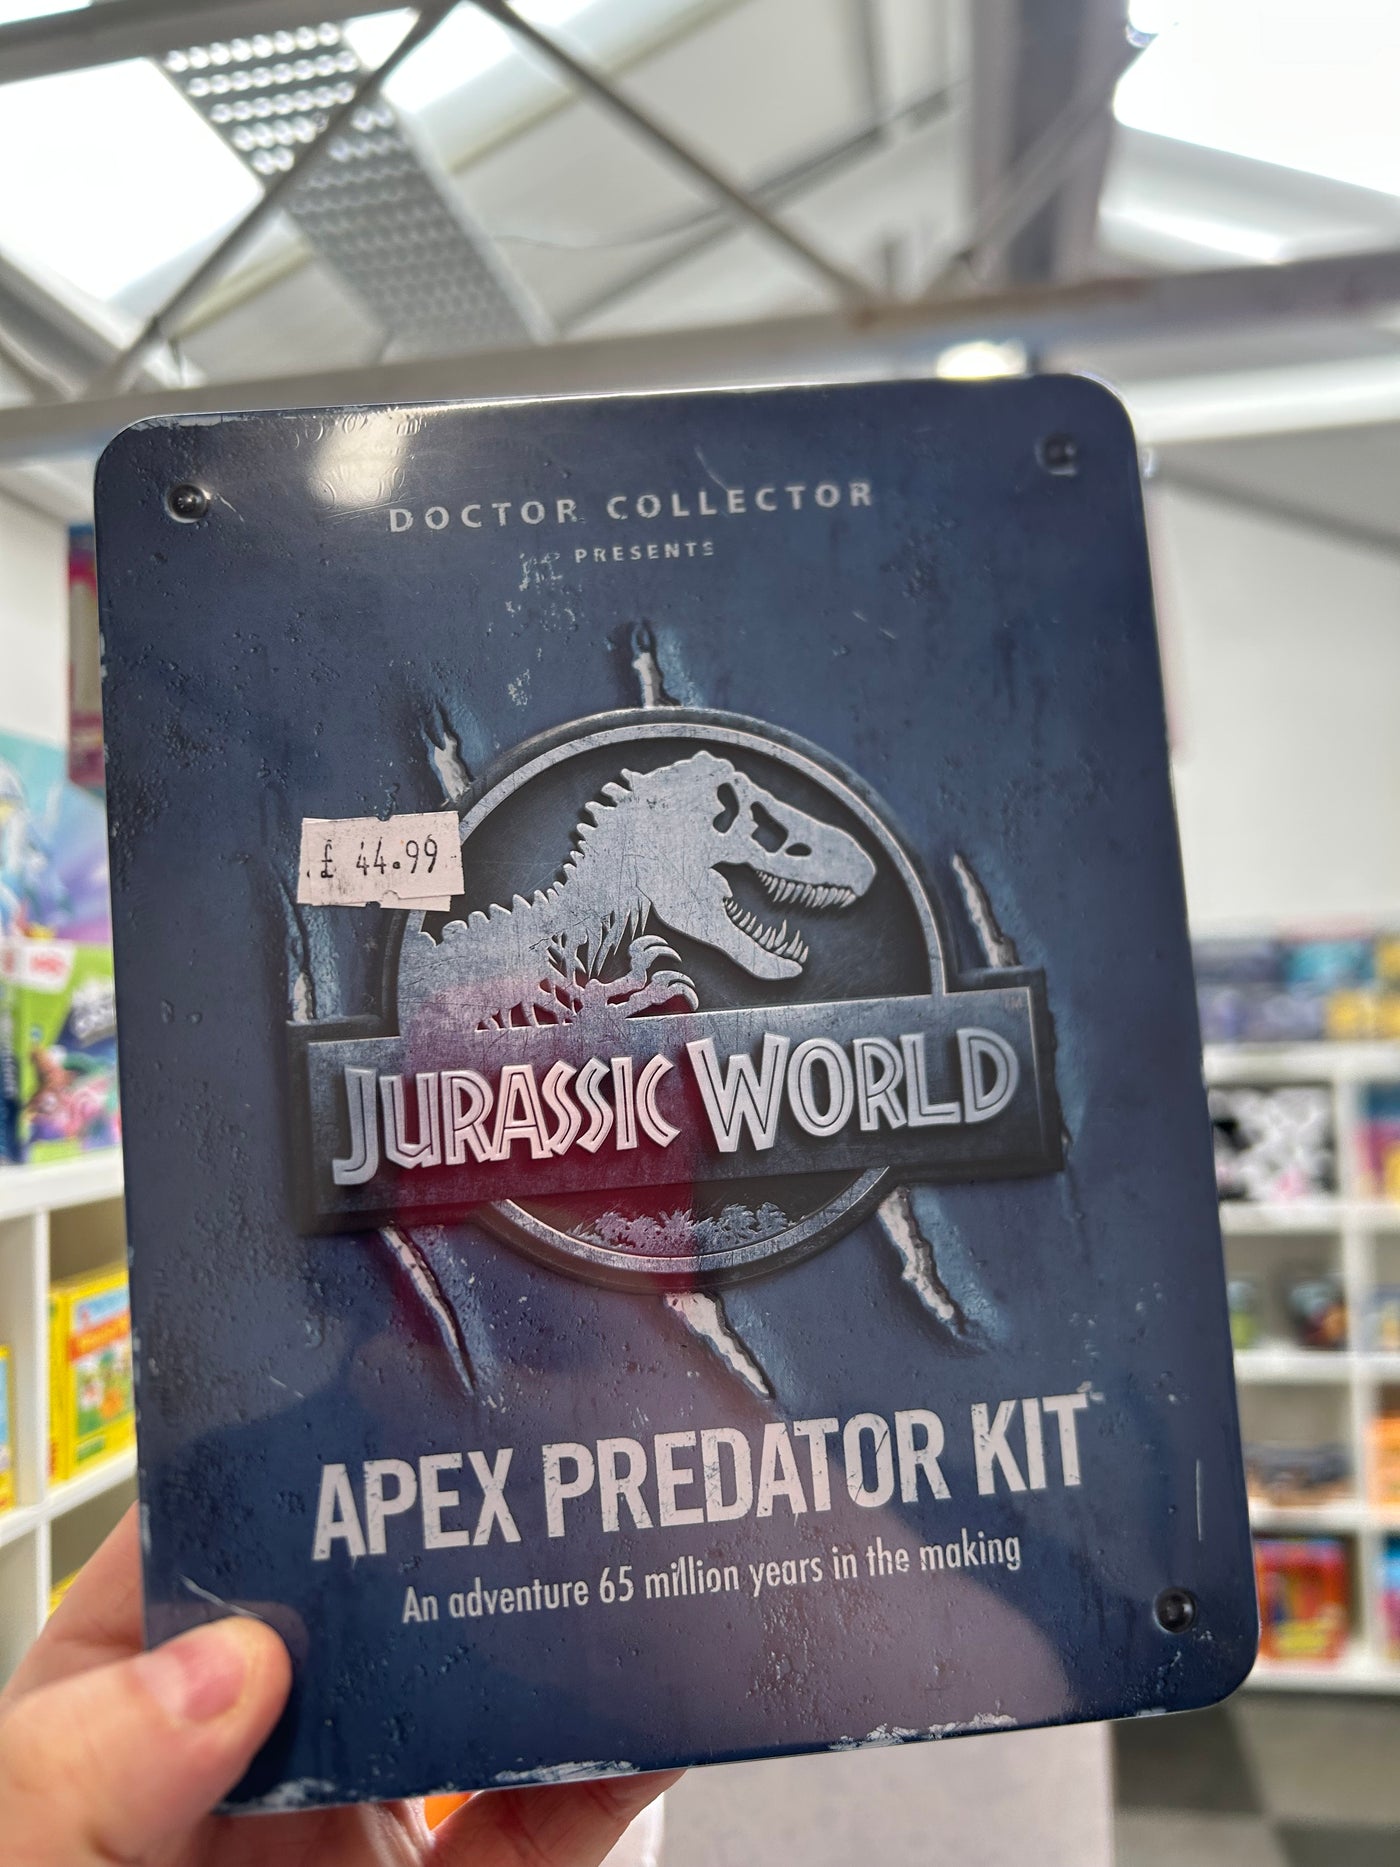 DOCTOR COLLECTOR
PRESENTS
£ 44.99
JURASSIC WORLD
APEX PREDATOR KIT
An adventure 65 million years in the making